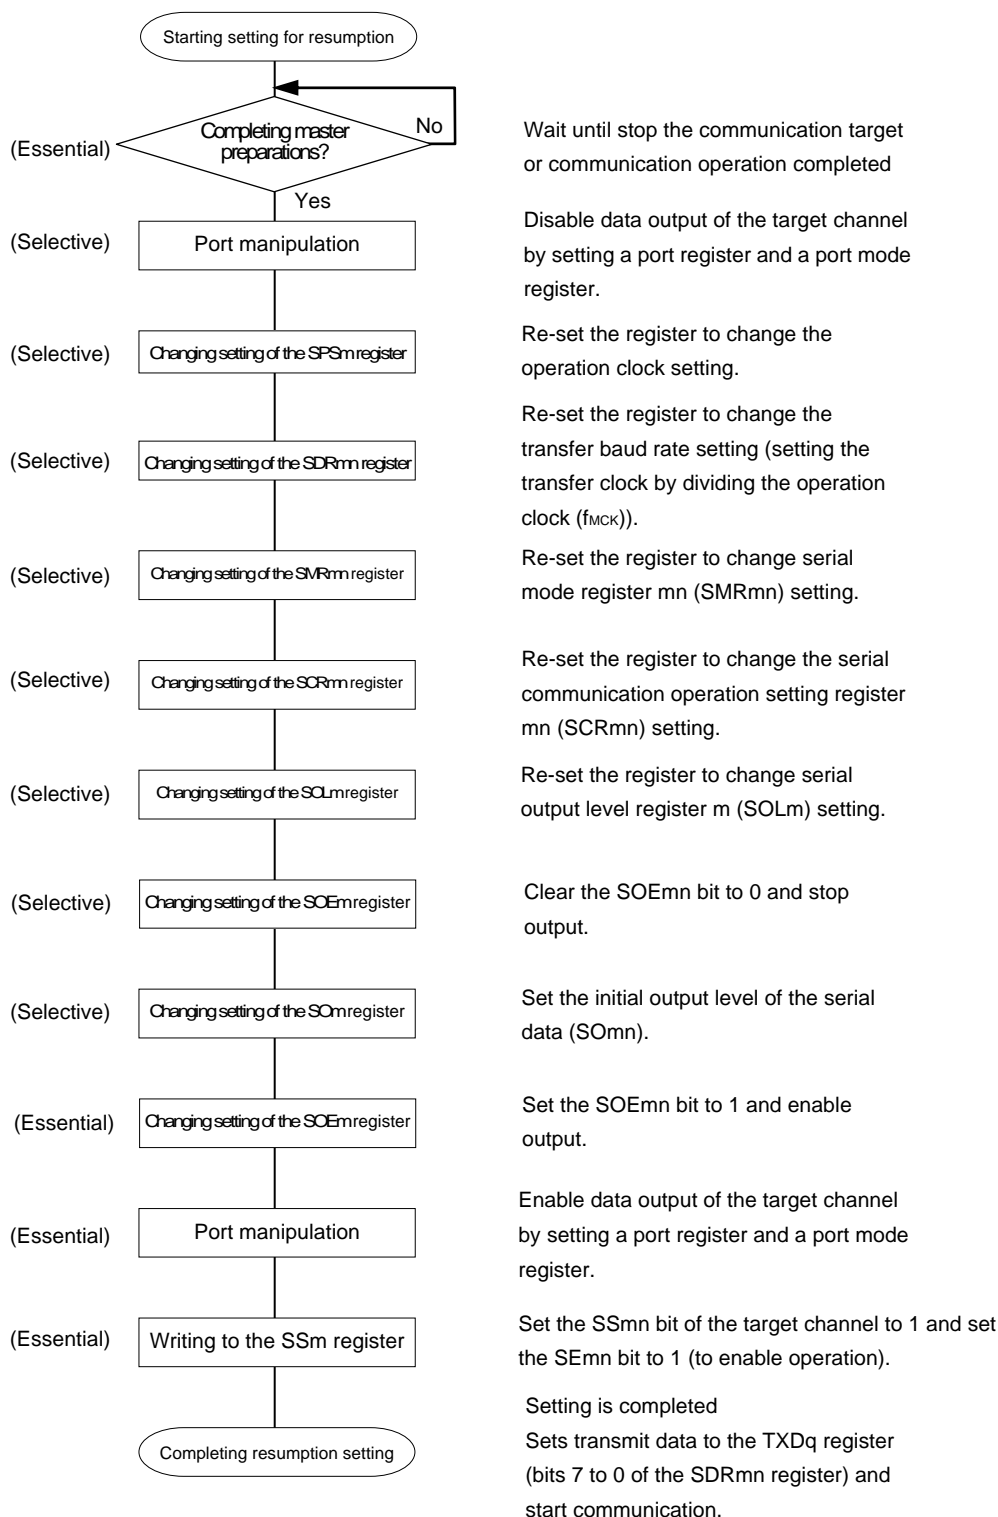 Starting setting for resumption
(Essential)
Completing master
preparations?
No
Wait until stop the communication target
or communication operation completed
Yes
(Selective)
Port manipulation
Disable data output of the target channel
by setting a port register and a port mode
register.
(Selective)
Changing setting of the SPSm register
Re-set the register to change the
operation clock setting.
(Selective)
Changing setting of the SDRmn register
Re-set the register to change the
transfer baud rate setting (setting the
transfer clock by dividing the operation
clock (fMCK)).
(Selective)
Changing setting of the SMRmn register
Re-set the register to change serial
mode register mn (SMRmn) setting.
(Selective)
Changing setting of the SCRmn register
Re-set the register to change the serial
communication operation setting register
mn (SCRmn) setting.
(Selective)
Changing setting of the SOLm register
Re-set the register to change serial
output level register m (SOLm) setting.
(Selective)
Changing setting of the SOEm register
Clear the SOEmn bit to 0 and stop
output.
(Selective)
Changing setting of the SOm register
Set the initial output level of the serial
data (SOmn).
(Essential)
Changing setting of the SOEm register
Set the SOEmn bit to 1 and enable
output.
(Essential)
Port manipulation
Enable data output of the target channel
by setting a port register and a port mode
register.
(Essential)
Writing to the SSm register
Set the SSmn bit of the target channel to 1 and set
the SEmn bit to 1 (to enable operation).
Completing resumption setting
Setting is completed
Sets transmit data to the TXDq register
(bits 7 to 0 of the SDRmn register) and
start communication.